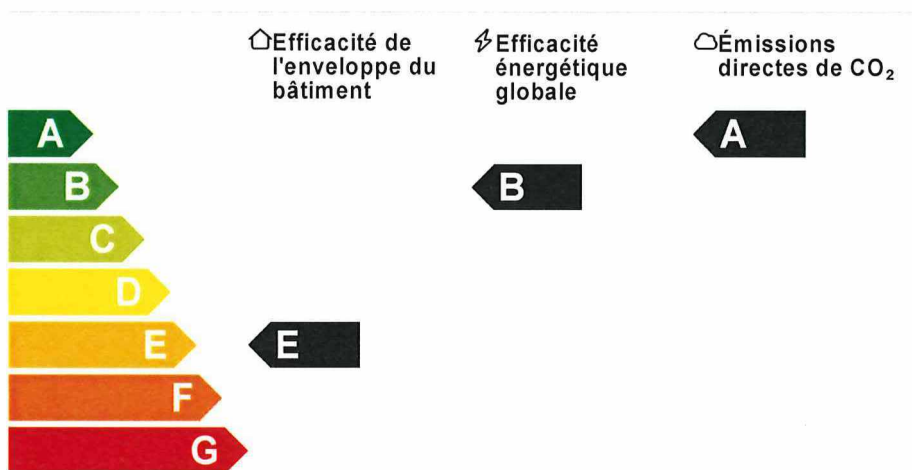 Efficacité de
l'enveloppe du
bâtiment
Efficacité
énergétique
globale
Émissions
directes de CO₂
A
A
B
B
C
D
E
E
F
G